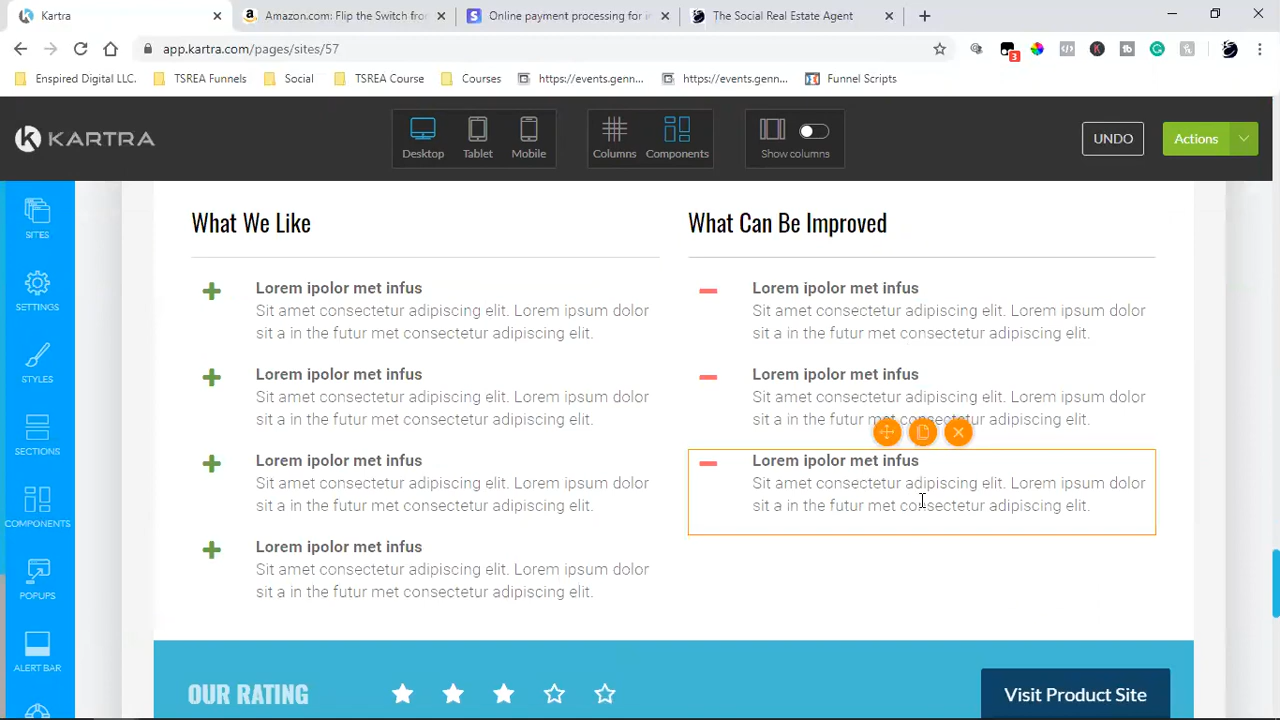 Kartra
Amazon.com: Flip the Switch from
Online payment processing for i
The Social Real Estate Agent
app.kartra.com/pages/sites/57
3
Enspired Digital LLC.
TSREA Funnels
Social
TSREA Course
Courses
https://events.genn...
https://events.genn...
Funnel Scripts
KARTRA
Desktop
Tablet
Mobile
Columns
Components
Show columns
UNDO
Actions
SITES
SETTINGS
STYLES
SECTIONS
COMPONENTS
POPUPS
ALERT BAR
What We Like
Lorem ipolor met infus
Sit amet consectetur adipiscing elit. Lorem ipsum dolor
sit a in the futur met consectetur adipiscing elit.
Lorem ipolor met infus
Sit amet consectetur adipiscing elit. Lorem ipsum dolor
sit a in the futur met consectetur adipiscing elit.
Lorem ipolor met infus
Sit amet consectetur adipiscing elit. Lorem ipsum dolor
sit a in the futur met consectetur adipiscing elit.
Lorem ipolor met infus
Sit amet consectetur adipiscing elit. Lorem ipsum dolor
sit a in the futur met consectetur adipiscing elit.
What Can Be Improved
Lorem ipolor met infus
Sit amet consectetur adipiscing elit. Lorem ipsum dolor
sit a in the futur met consectetur adipiscing elit.
Lorem ipolor met infus
Sit amet consectetur adipiscing elit. Lorem ipsum dolor
sit a in the futur met consectetur adipiscing elit.
Lorem ipolor met infus
Sit amet consectetur adipiscing elit. Lorem ipsum dolor
sit a in the futur met consectetur adipiscing elit.
OUR RATING
Visit Product Site